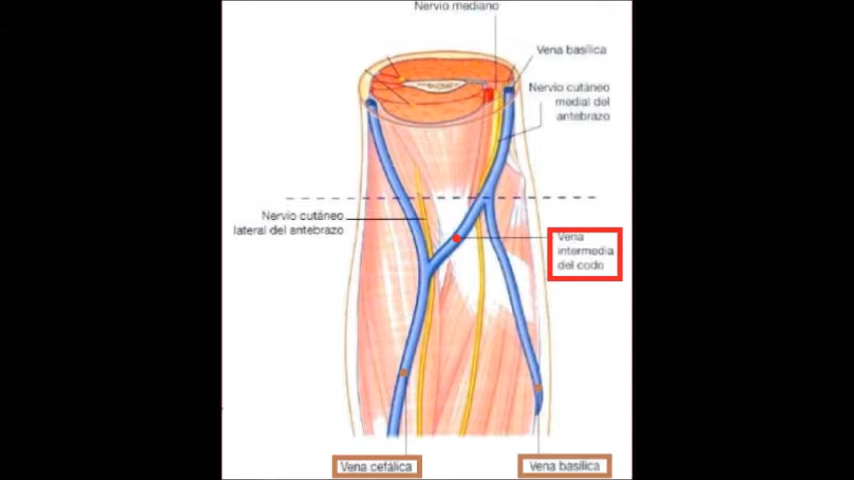 Nervio mediano
Vena basílica
Nervio cutáneo
medial del
antebrazo
Nervio cutáneo
lateral del antebrazo
Vena
intermedia
del codo
Vena cefálica
Vena basílica